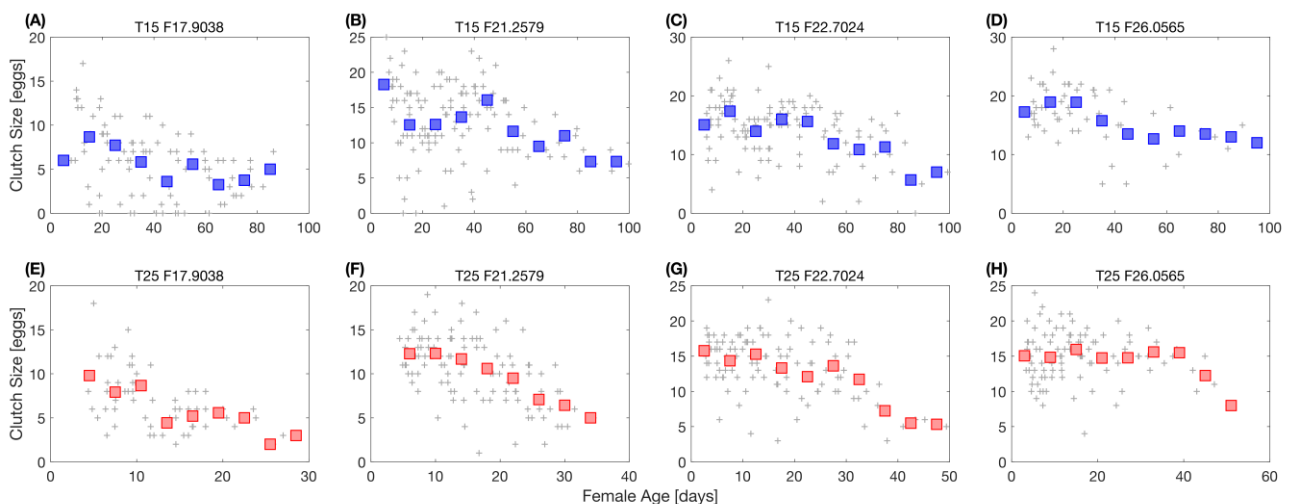 (A) T15 F17.9038
(B) T15 F21.2579
(C) T15 F22.7024
(D) T15 F26.0565
Clutch Size [eggs]
20
15
10
5
0
0 20 40 60 80 100
25
20
15
10
5
0
0 20 40 60 80 100
30
20
10
0
0 20 40 60 80 100
30
20
10
0
0 20 40 60 80 100
(E) T25 F17.9038
(F) T25 F21.2579
(G) T25 F22.7024
(H) T25 F26.0565
Clutch Size [eggs]
20
15
10
5
0
0 10 20 30
20
15
10
5
0
0 10 20 30 40
25
20
15
10
5
0
0 10 20 30 40 50
25
20
15
10
5
0
0 20 40 60
Female Age [days]